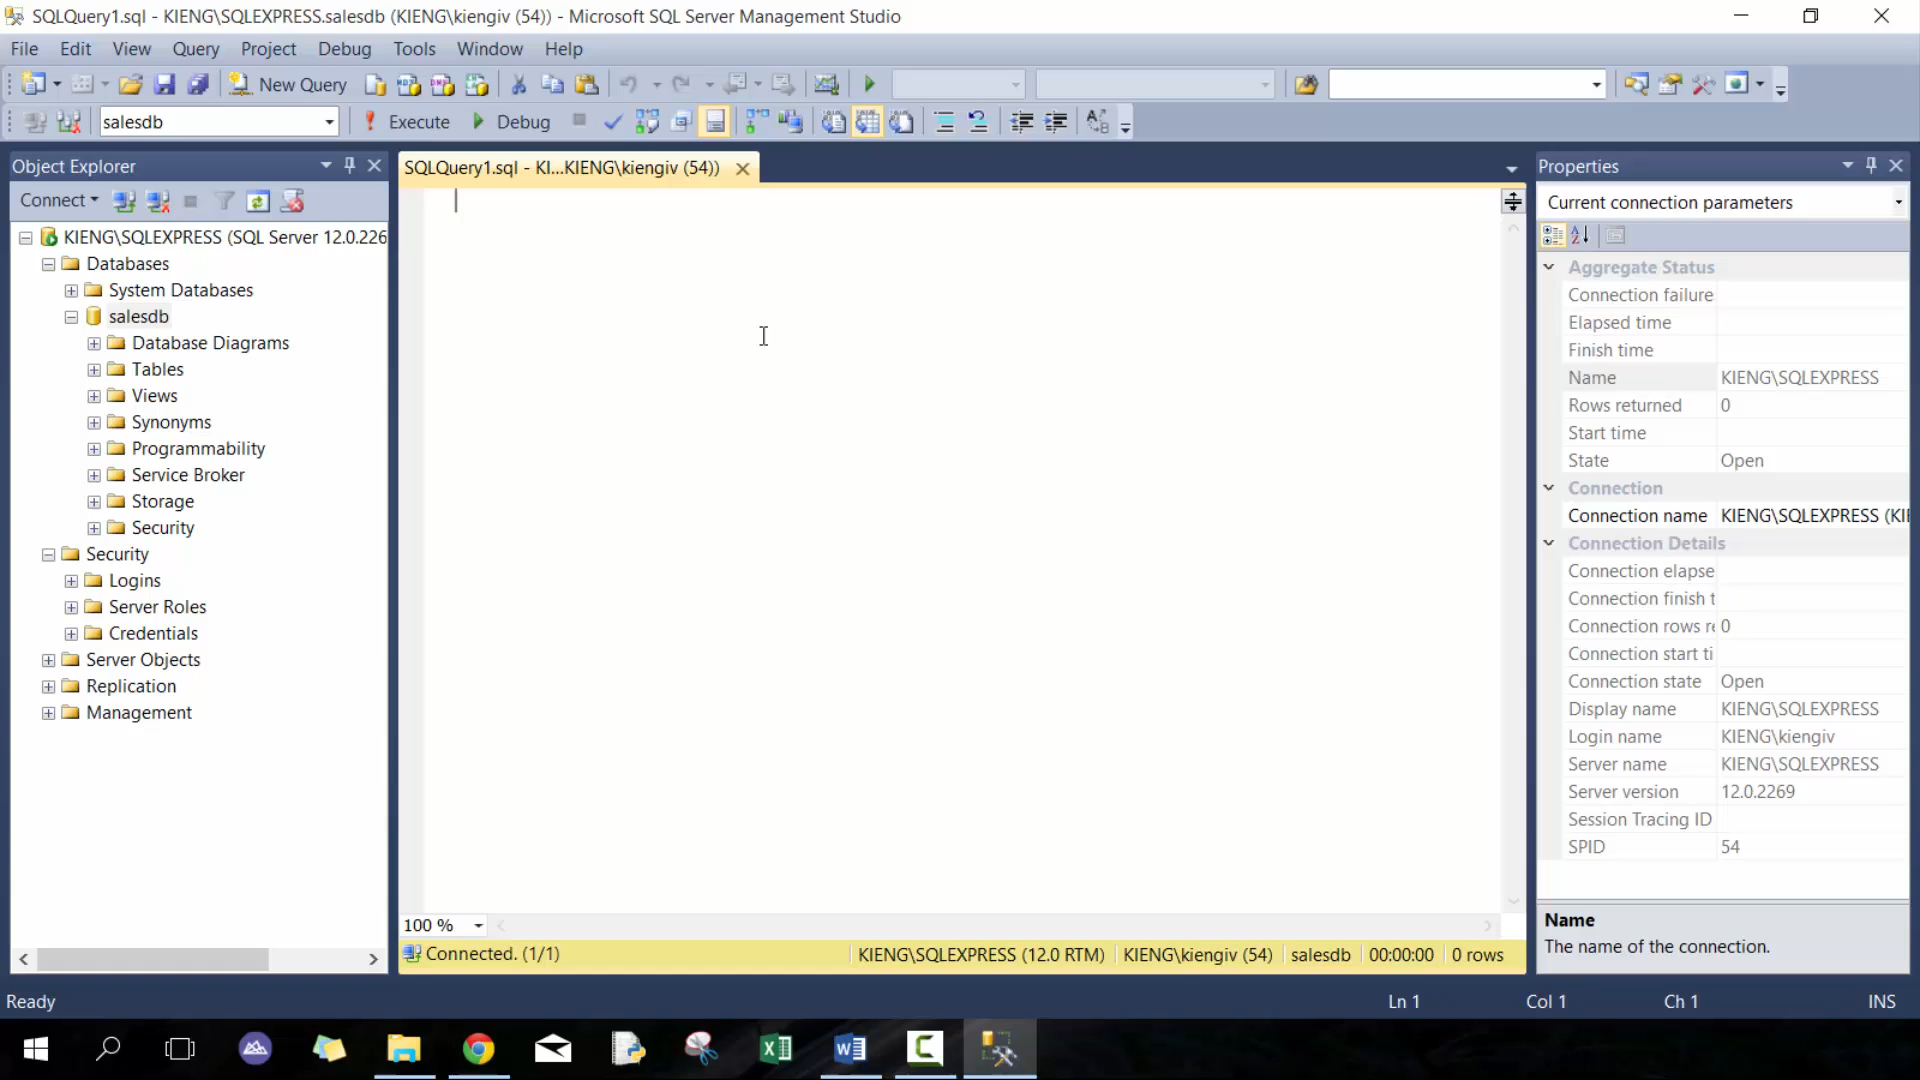 SQLQuery1.sql - KIENG\SQLEXPRESS.salesdb (KIENG\kiengiv (54)) - Microsoft SQL Server Management Studio
File Edit View Query Project Debug Tools Window Help
New Query
salesdb Execute Debug
Object Explorer
Connect
KIENG\SQLEXPRESS (SQL Server 12.0.226
Databases
System Databases
salesdb
Database Diagrams
Tables
Views
Synonyms
Programmability
Service Broker
Storage
Security
Security
Logins
Server Roles
Credentials
Server Objects
Replication
Management
SQLQuery1.sql - KI...KIENG\kiengiv (54))
100 %
Connected. (1/1) KIENG\SQLEXPRESS (12.0 RTM) KIENG\kiengiv (54) salesdb 00:00:00 0 rows
Properties
Current connection parameters
Aggregate Status
Connection failure
Elapsed time
Finish time
Name KIENG\SQLEXPRESS
Rows returned 0
Start time
State Open
Connection
Connection name KIENG\SQLEXPRESS (KI
Connection Details
Connection elapse
Connection finish t
Connection rows re 0
Connection start ti
Connection state Open
Display name KIENG\SQLEXPRESS
Login name KIENG\kiengiv
Server name KIENG\SQLEXPRESS
Server version 12.0.2269
Session Tracing ID
SPID 54
Name
The name of the connection.
Ready Ln 1 Col 1 Ch 1 INS